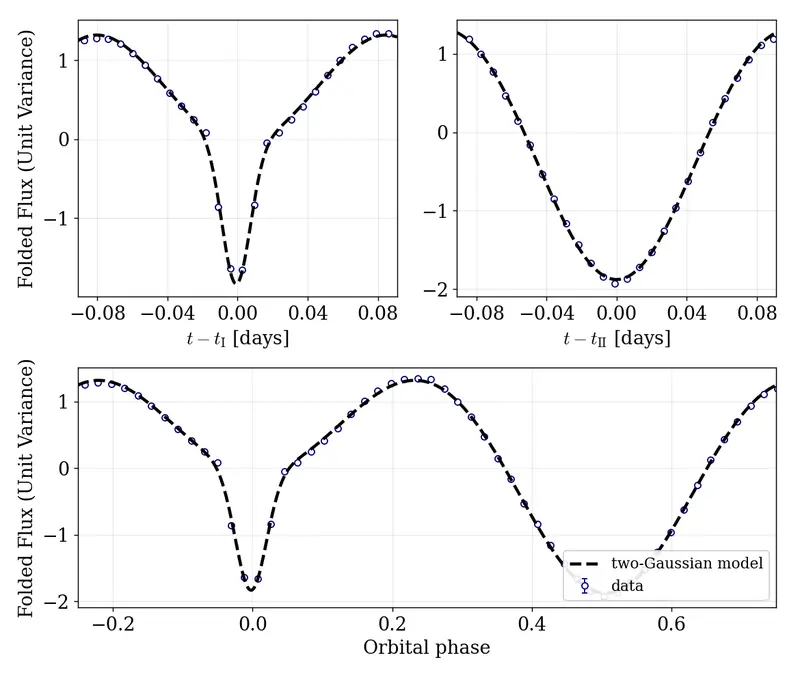 Folded Flux (Unit Variance)
1
0
−1
−0.08 −0.04 0.00 0.04 0.08
t − t_I [days]
1
0
−1
−2
−0.08 −0.04 0.00 0.04 0.08
t − t_II [days]
Folded Flux (Unit Variance)
1
0
−1
−2
two-Gaussian model
data
−0.2 0.0 0.2 0.4 0.6
Orbital phase